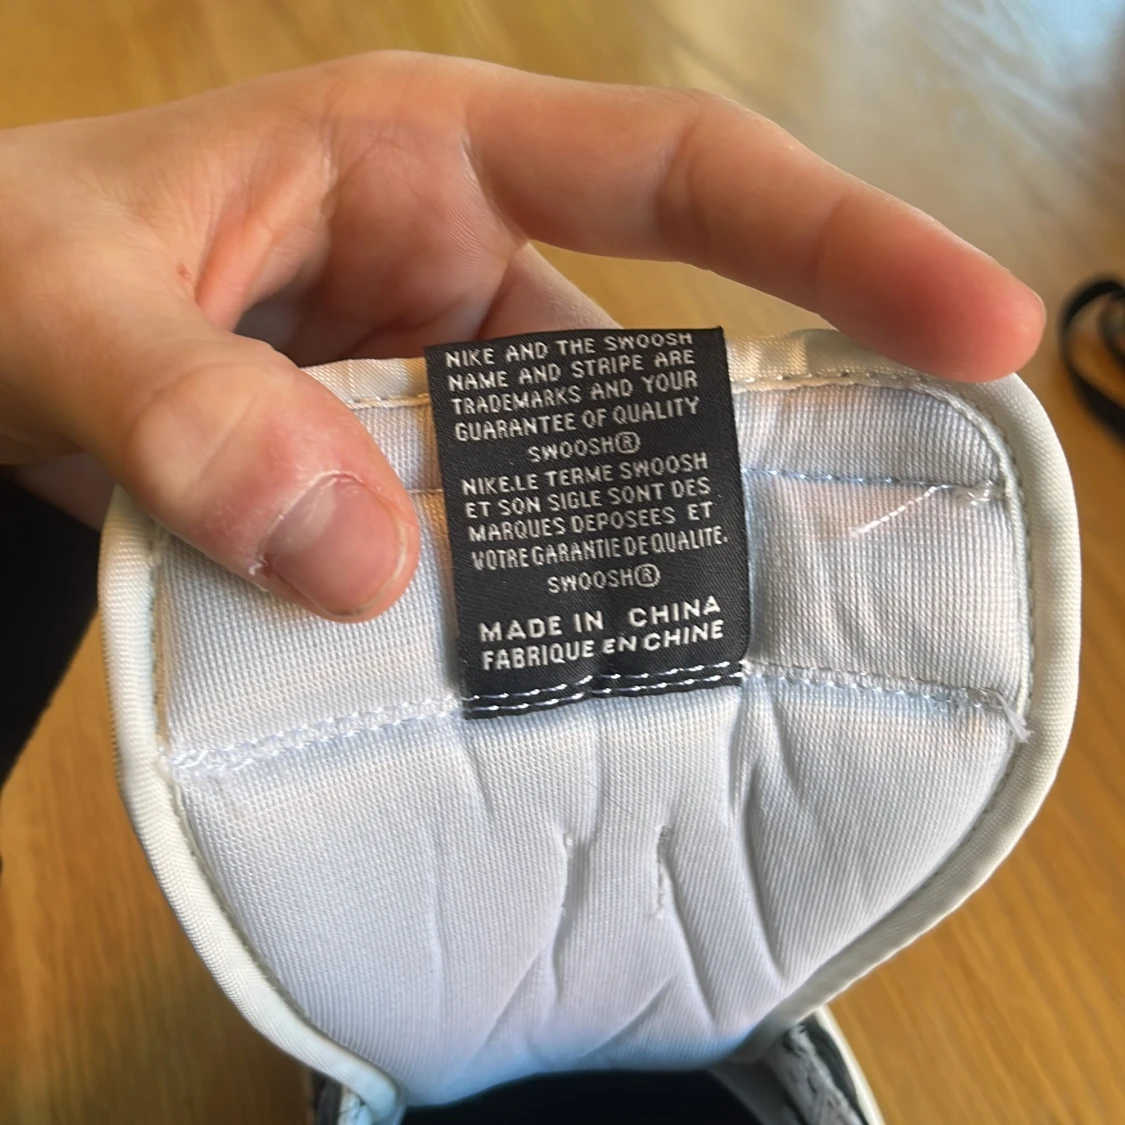 NIKE AND THE SWOOSH
NAME AND STRIPE ARE
TRADEMARKS AND YOUR
GUARANTEE OF QUALITY
SWOOSH®
NIKE.LE TERME SWOOSH
ET SON SIGLE SONT DES
MARQUES DEPOSEES ET
VOTRE GARANTIE DE QUALITE.
SWOOSH®
MADE IN CHINA
FABRIQUE EN CHINE